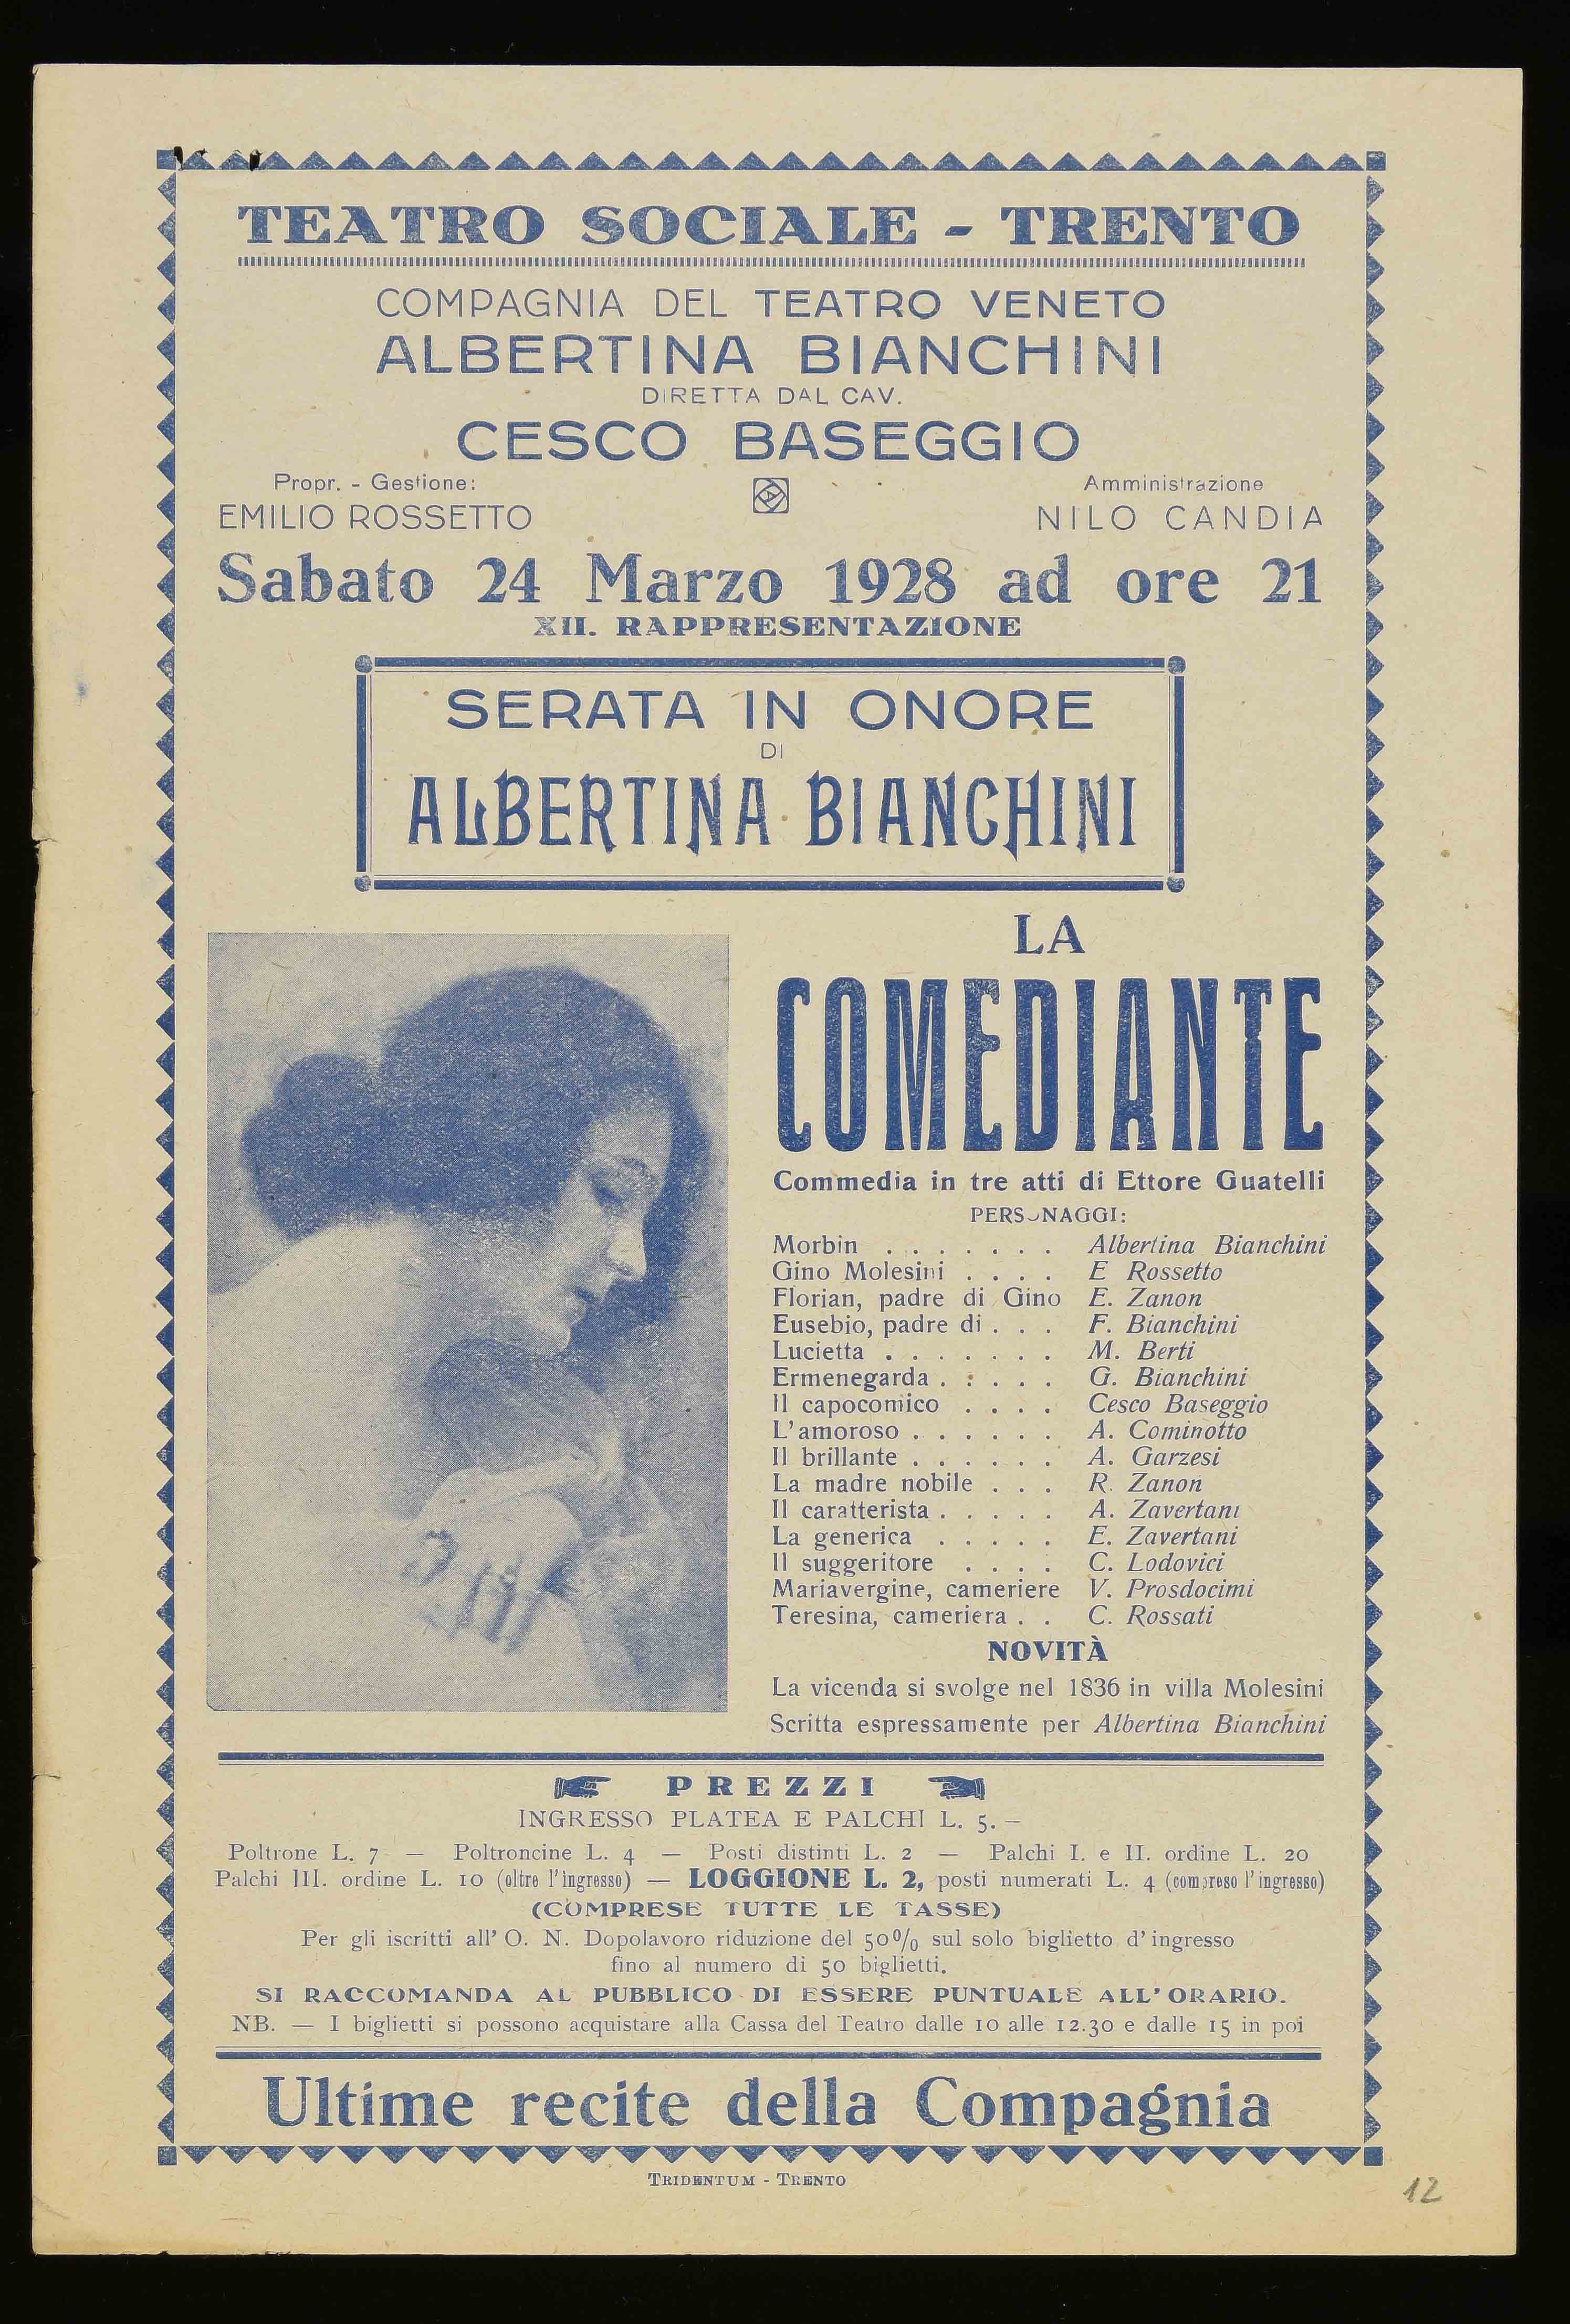 TEATRO SOCIALE - TRENTO
COMPAGNIA DEL TEATRO VENETO
ALBERTINA BIANCHINI
DIRETTA DAL CAV.
CESCO BASEGGIO
Propr. - Gestione:
EMILIO ROSSETTO
Amministrazione
NILO CANDIA
Sabato 24 Marzo 1928 ad ore 21
XII. RAPPRESENTAZIONE
SERATA IN ONORE
DI
ALBERTINA BIANCHINI
LA
COMEDIANTE
Commedia in tre atti di Ettore Guatelli
PERSONAGGI:
Morbin . . . . . . . Albertina Bianchini
Gino Molesini . . . . E Rossetto
Florian, padre di Gino E. Zanon
Eusebio, padre di . . . F. Bianchini
Lucietta . . . . . . . M. Berti
Ermenegarda . . . . . G. Bianchini
Il capocomico . . . . Cesco Baseggio
L'amoroso . . . . . . A. Cominotto
Il brillante . . . . . . A. Garzesi
La madre nobile . . . R. Zanon
Il caratterista . . . . . A. Zavertani
La generica . . . . . E. Zavertani
Il suggeritore . . . . C. Lodovici
Mariavergine, cameriere V. Prosdocimi
Teresina, cameriera . . C. Rossati
NOVITÀ
La vicenda si svolge nel 1836 in villa Molesini
Scritta espressamente per Albertina Bianchini
PREZZI
INGRESSO PLATEA E PALCHI L. 5. —
Poltrone L. 7 — Poltroncine L. 4 — Posti distinti L. 2 — Palchi I. e II. ordine L. 20
Palchi III. ordine L. 10 (oltre l'ingresso) — LOGGIONE L. 2, posti numerati L. 4 (compreso l'ingresso)
(COMPRESE TUTTE LE TASSE)
Per gli iscritti all' O. N. Dopolavoro riduzione del 50% sul solo biglietto d'ingresso
fino al numero di 50 biglietti.
SI RACCOMANDA AL PUBBLICO DI ESSERE PUNTUALE ALL'ORARIO.
NB. — I biglietti si possono acquistare alla Cassa del Teatro dalle 10 alle 12.30 e dalle 15 in poi
Ultime recite della Compagnia
TRIDENTUM - TRENTO
12